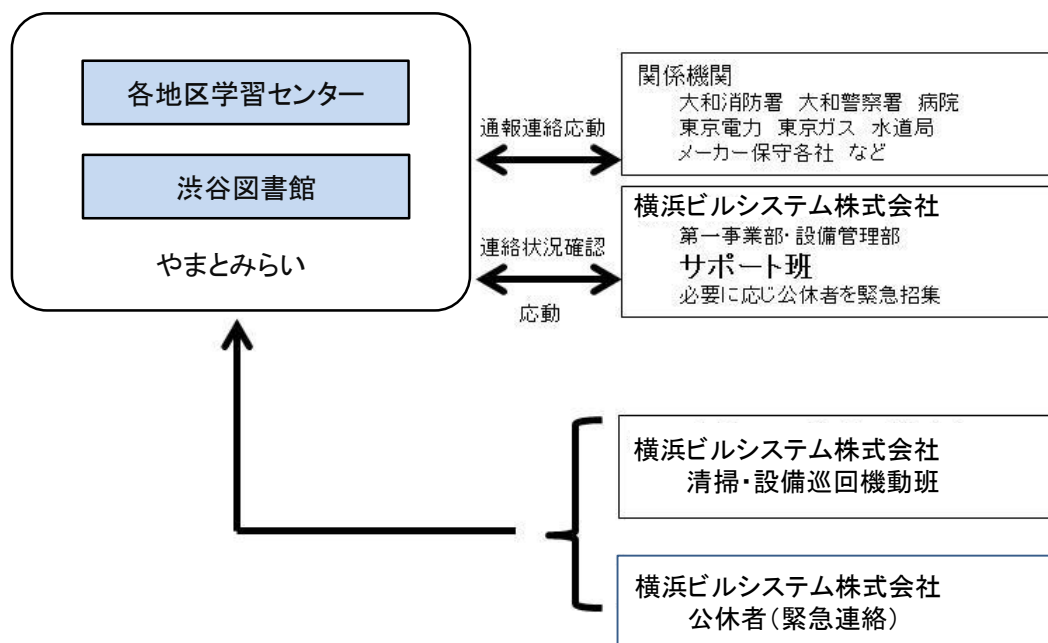 各地区学習センター
渋谷図書館
やまとみらい
通報連絡応動
関係機関
大和消防署 大和警察署 病院
東京電力 東京ガス 水道局
メーカー保守各社 など
連絡状況確認
応動
横浜ビルシステム株式会社
第一事業部・設備管理部
サポート班
必要に応じ公休者を緊急招集
横浜ビルシステム株式会社
清掃・設備巡回機動班
横浜ビルシステム株式会社
公休者(緊急連絡)